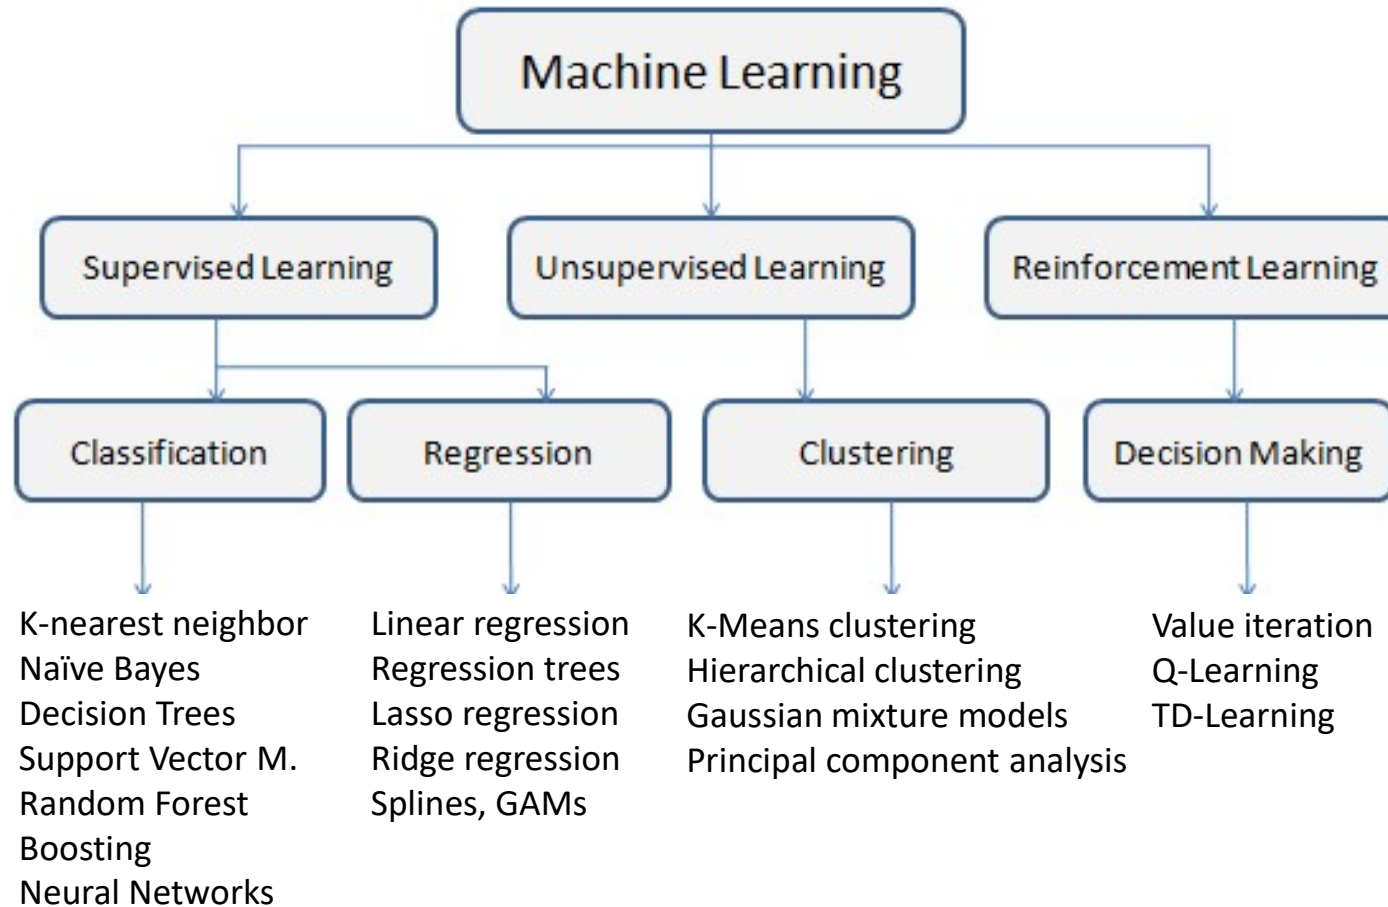 Machine Learning
Supervised Learning
Unsupervised Learning
Reinforcement Learning
Classification
Regression
Clustering
Decision Making
K-nearest neighbor
Naïve Bayes
Decision Trees
Support Vector M.
Random Forest
Boosting
Neural Networks
Linear regression
Regression trees
Lasso regression
Ridge regression
Splines, GAMs
K-Means clustering
Hierarchical clustering
Gaussian mixture models
Principal component analysis
Value iteration
Q-Learning
TD-Learning